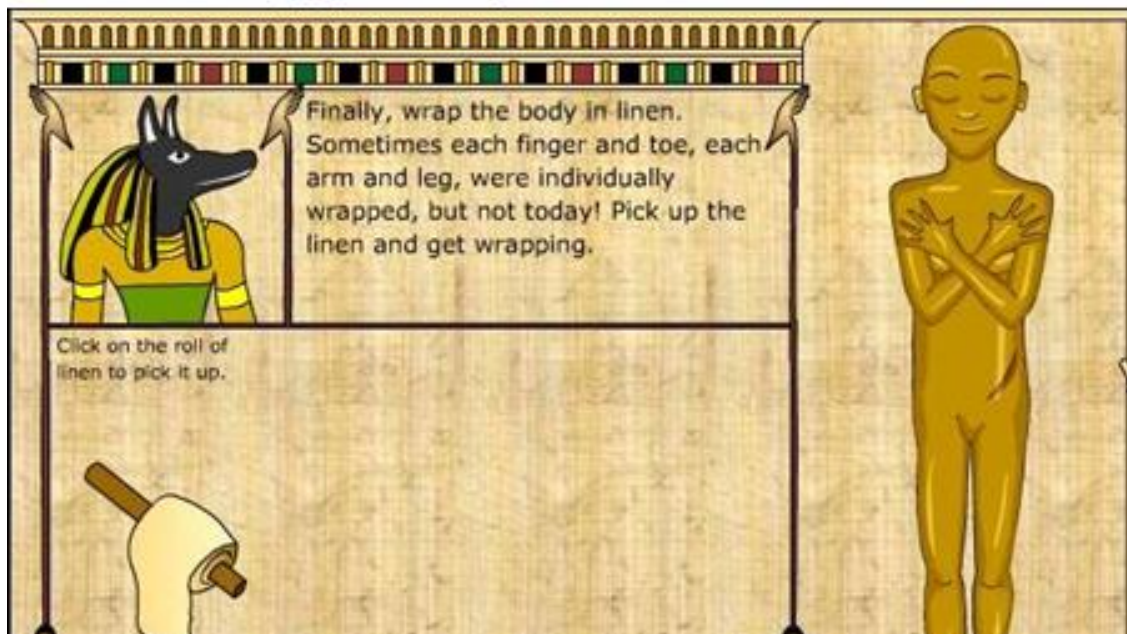 Finally, wrap the body in linen.
Sometimes each finger and toe, each
arm and leg, were individually
wrapped, but not today! Pick up the
linen and get wrapping.
Click on the roll of
linen to pick it up.